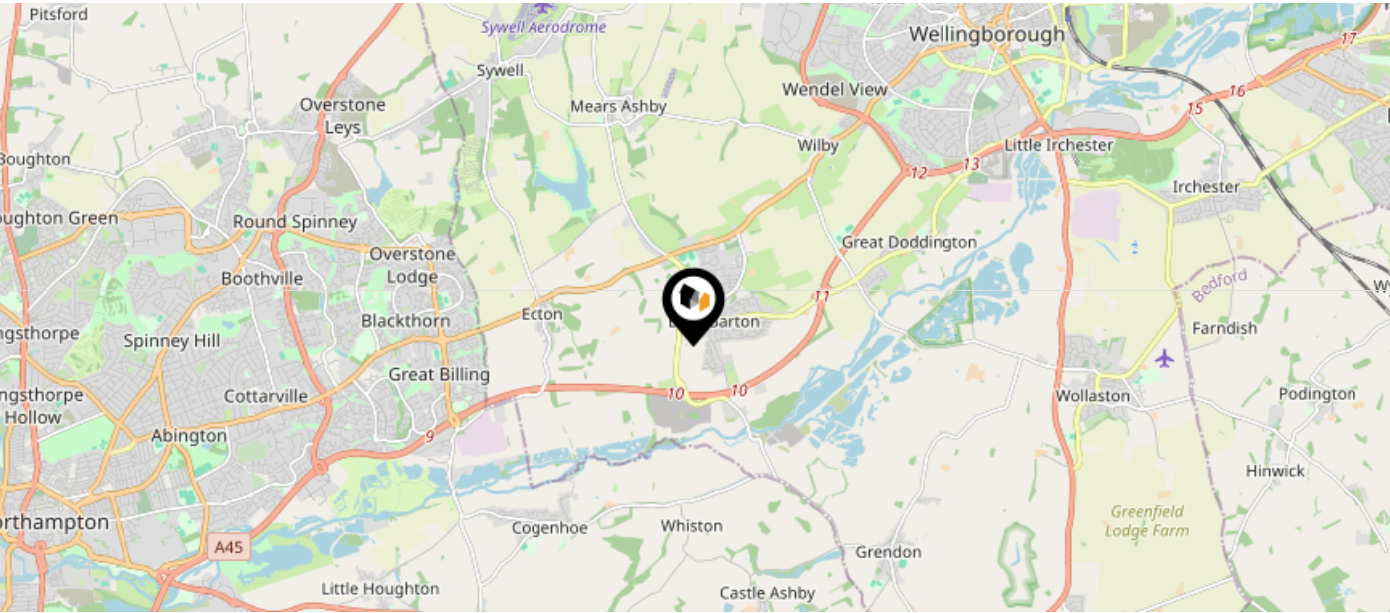 Pitsford
Sywell Aerodrome
Wellingborough
17
Sywell
Wendel View
16
Overstone
Leys
Mears Ashby
15
Boughton
Wilby
Little Irchester
12
13
Irchester
oughton Green
Round Spinney
Great Doddington
Overstone
Lodge
Boothville
Bedford
11
Ecton
Barton
Blackthorn
Farndish
ngsthorpe
Spinney Hill
Great Billing
10
10
Wollaston
Podington
ngsthorpe
Hollow
Cottarville
Abington
9
Hinwick
orthampton
Cogenhoe
Whiston
Greenfield
Lodge Farm
A45
Grendon
Little Houghton
Castle Ashby